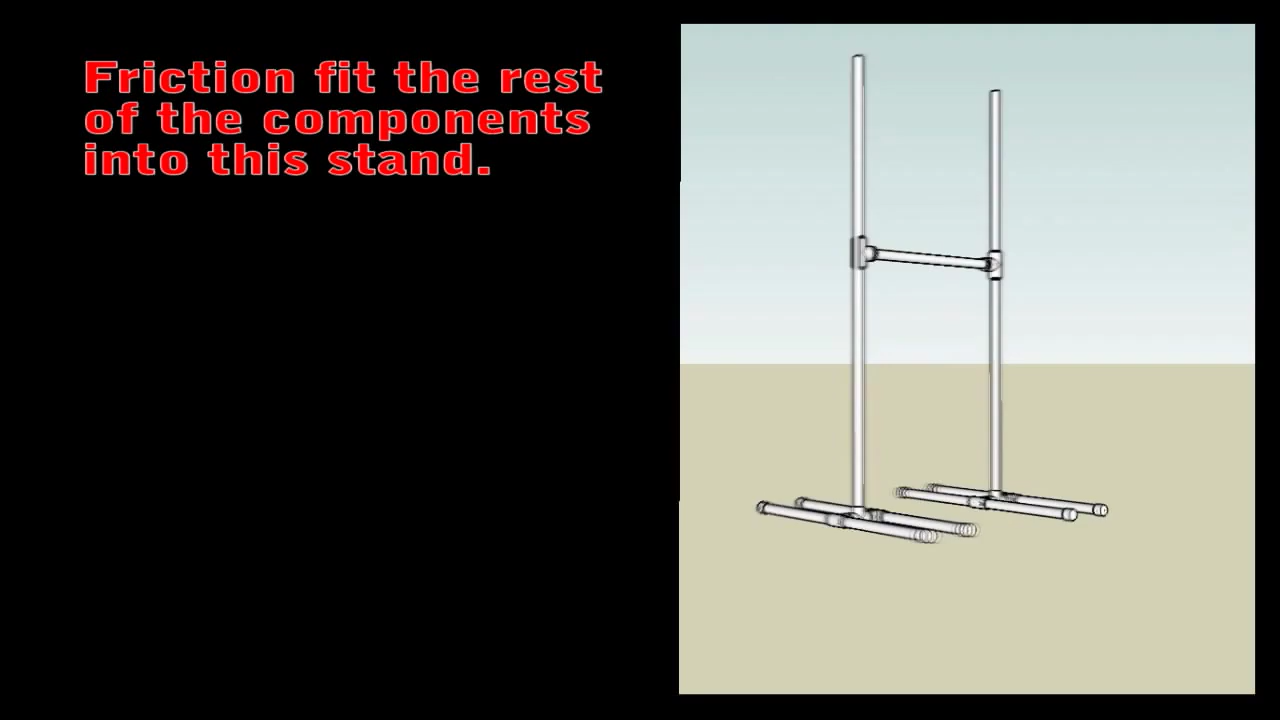 Friction fit the rest
of the components
into this stand.